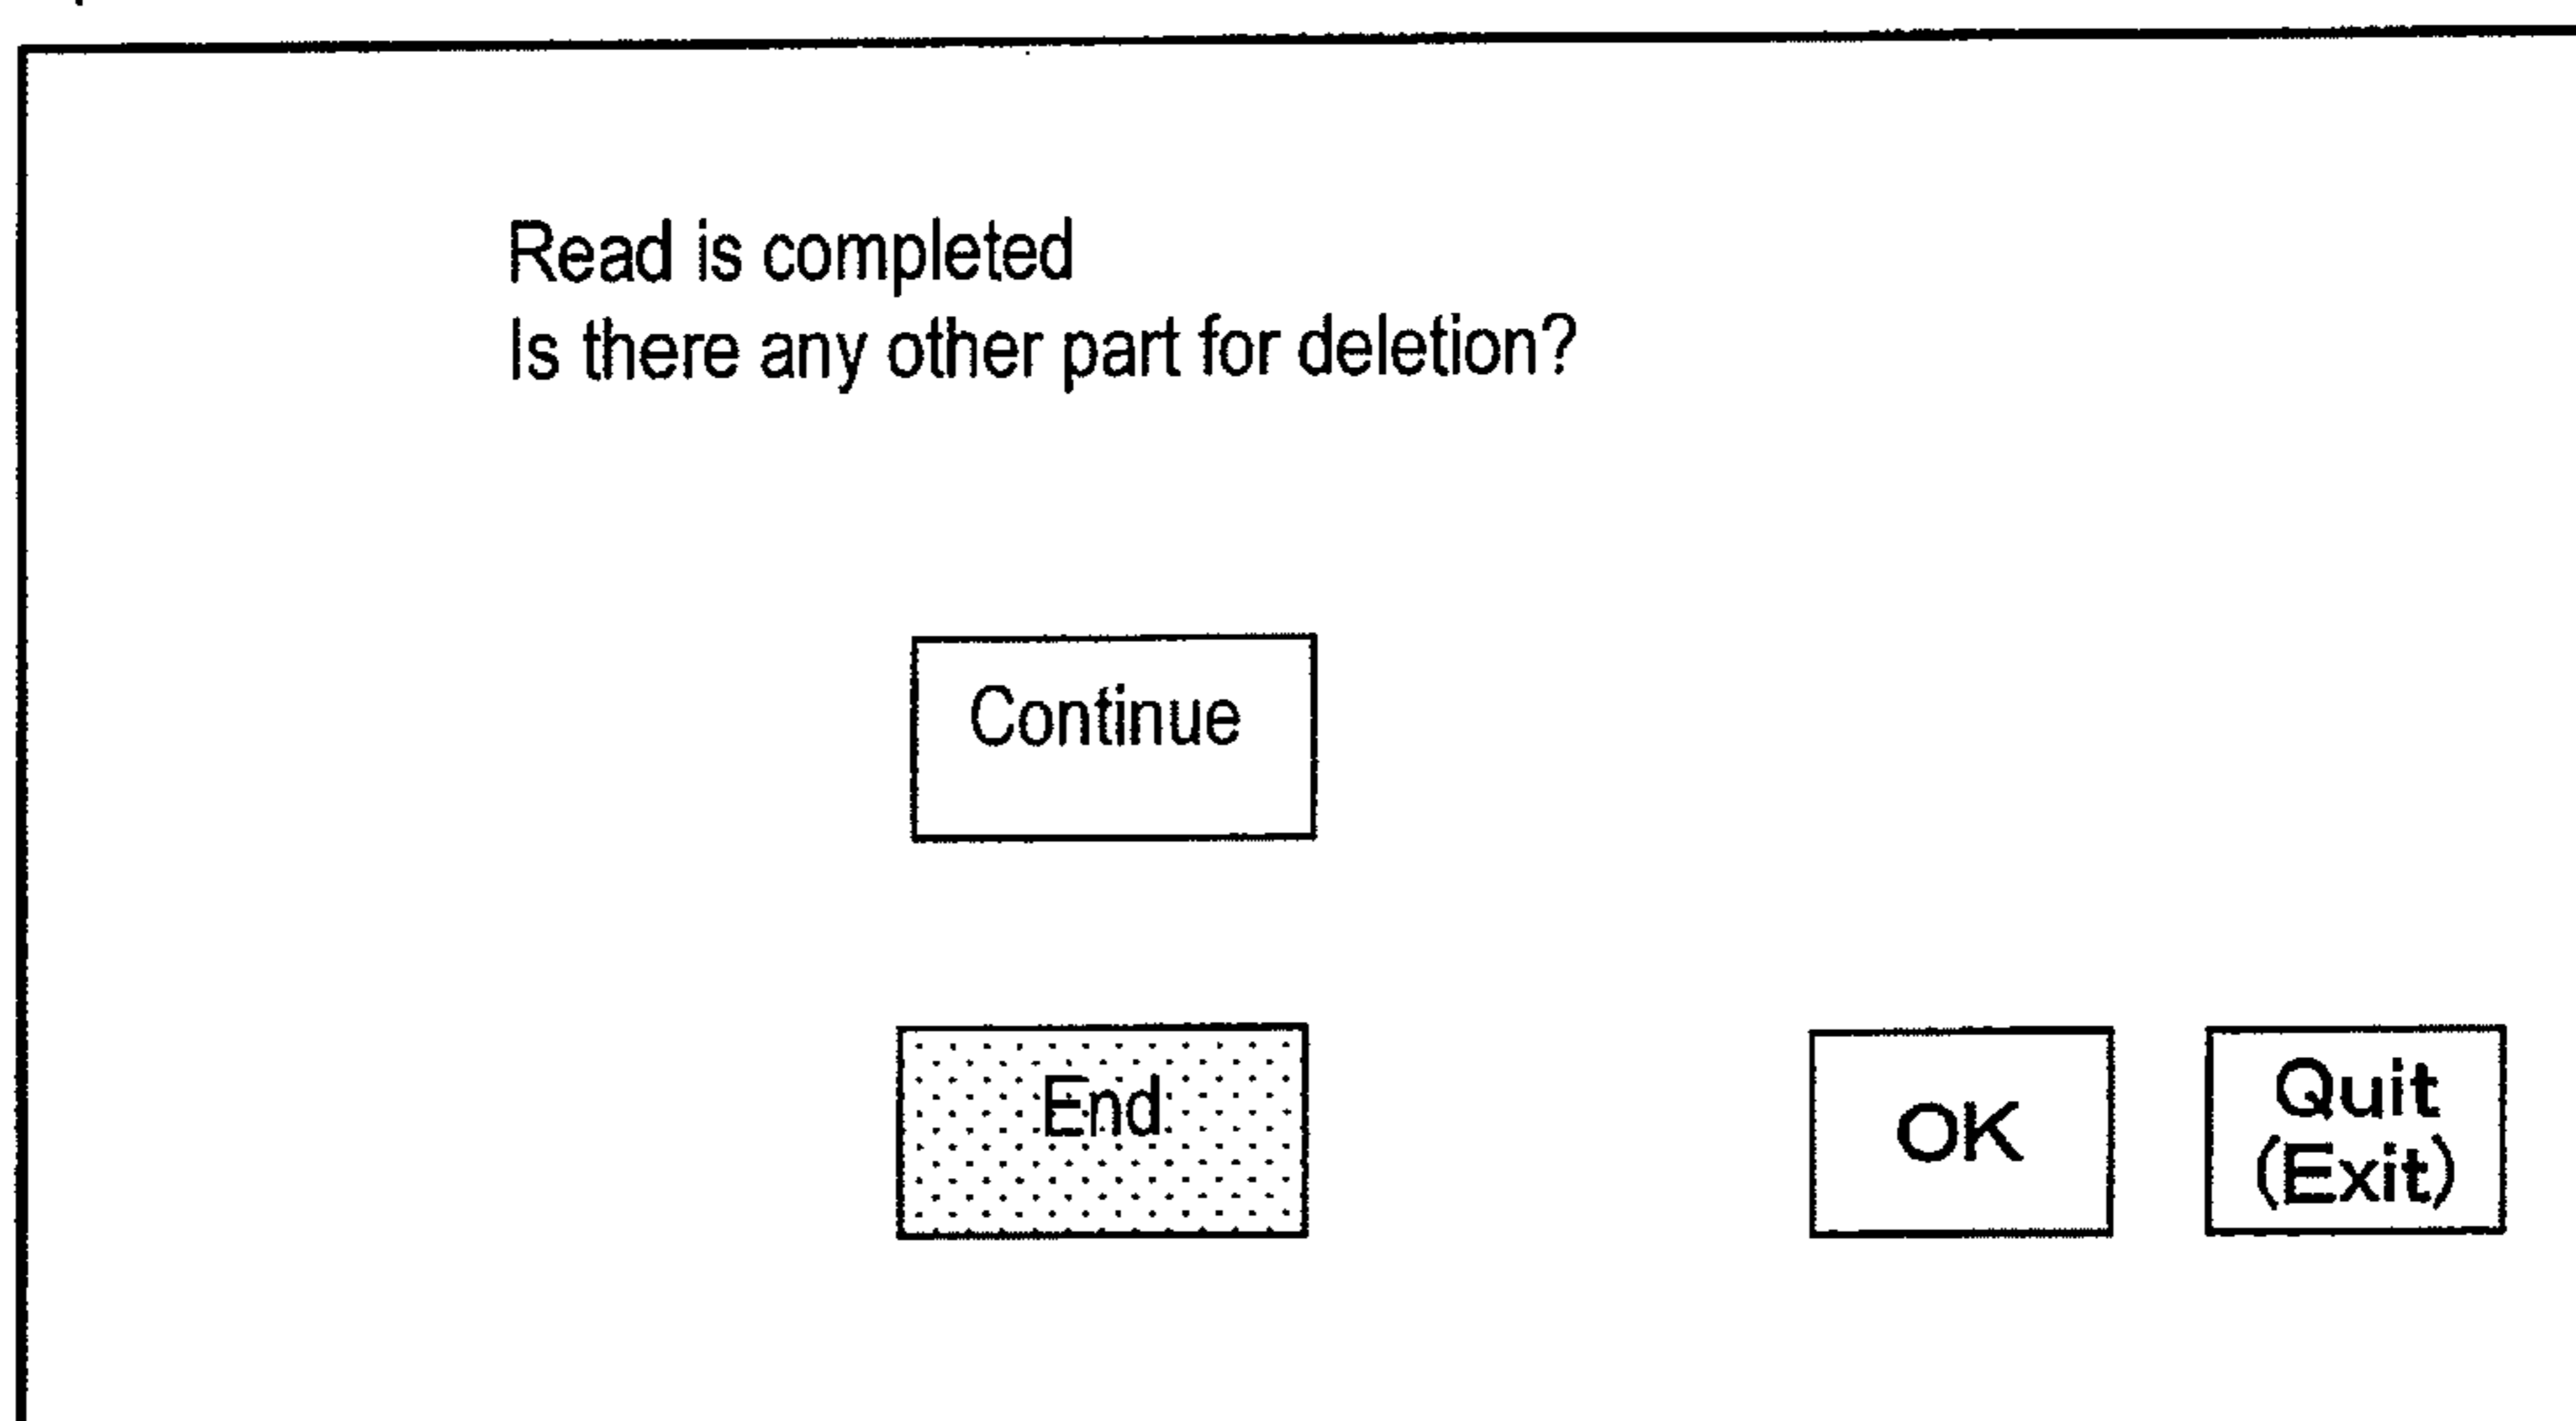 Read is completed
Is there any other part for deletion?
Continue
End
OK
Quit
(Exit)